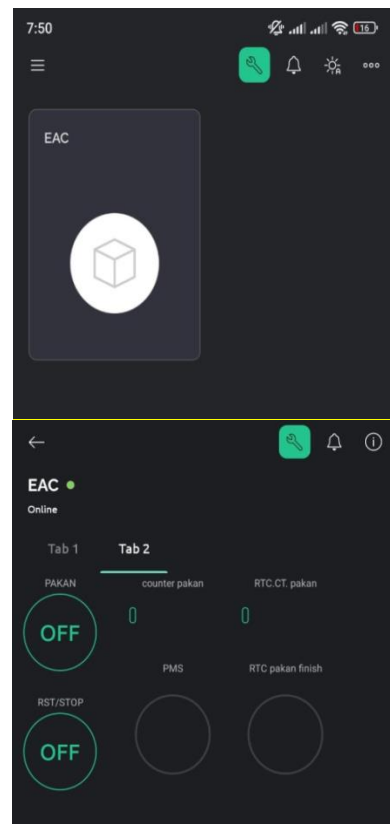 7:50
16
A
EAC
EAC
Online
Tab 1 Tab 2
PAKAN counter pakan RTC.CT. pakan
0 0
OFF
PMS RTC pakan finish
RST/STOP
OFF